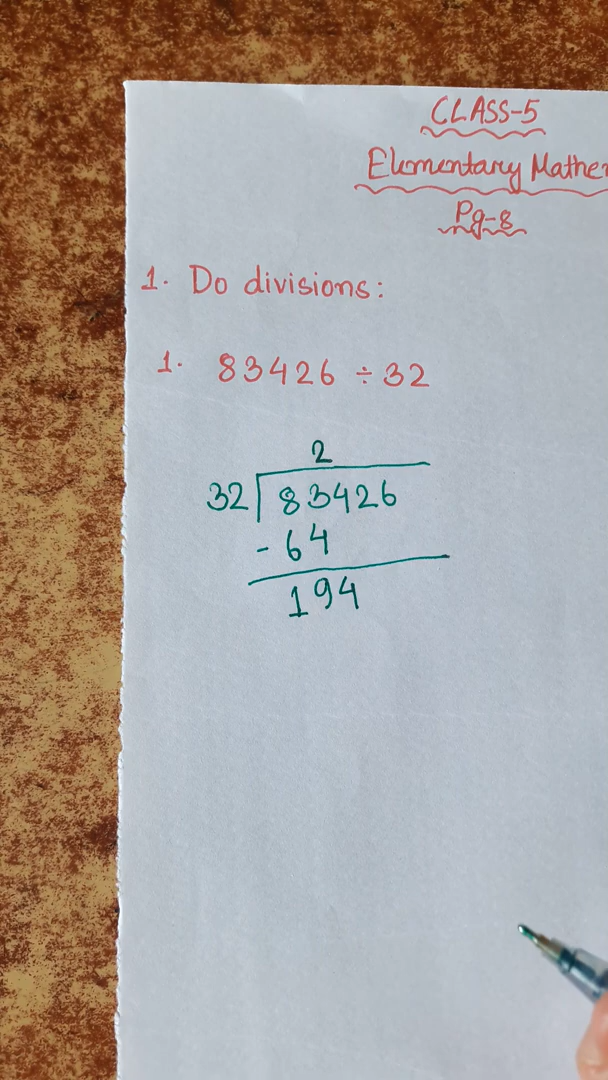 CLASS-5
Elementary Mathe
Pg-8
1. Do divisions:
1. 83426 ÷ 32
2
32 83426
- 64
194